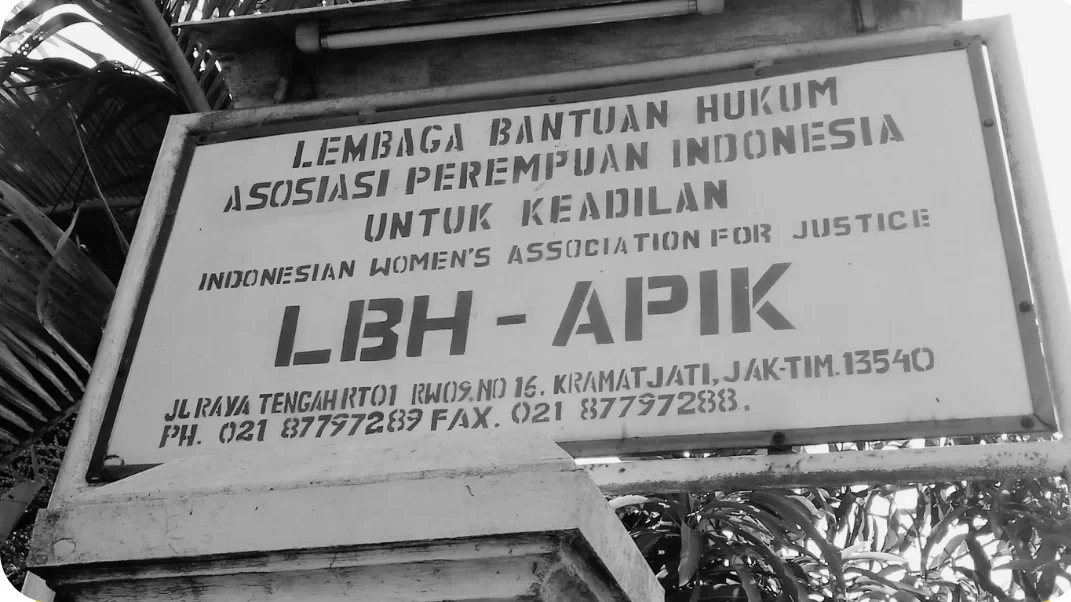 LEMBAGA BANTUAN HUKUM
ASOSIASI PEREMPUAN INDONESIA
UNTUK KEADILAN
INDONESIAN WOMEN'S ASSOCIATION FOR JUSTICE
LBH - APIK
JL RAYA TENGAH RT01 RW09. NO 16. KRAMATJATI, JAK-TIM. 13540
PH. 021 87797289 FAX. 021 87797288.